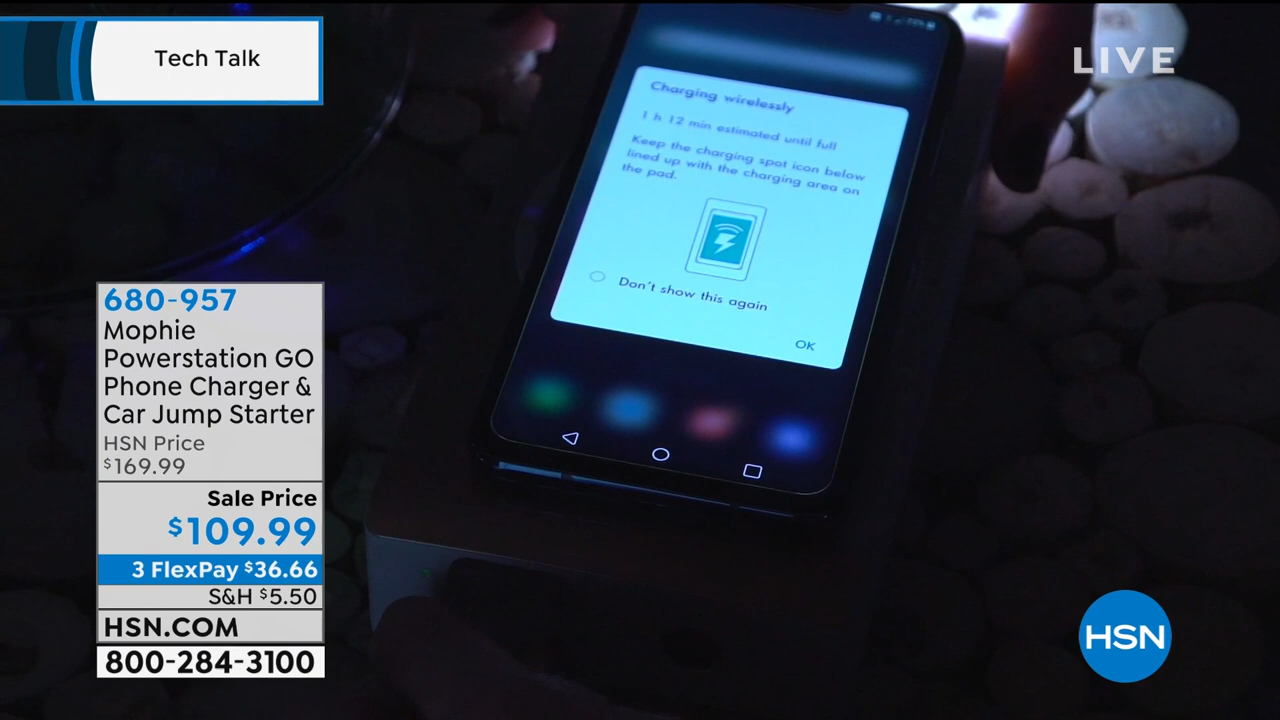 Tech Talk
LIVE
Charging wirelessly
1 h 12 min estimated until full
Keep the charging spot icon below
lined up with the charging area on
the pad.
Don't show this again
OK
680-957
Mophie
Powerstation GO
Phone Charger &
Car Jump Starter
HSN Price
$169.99
Sale Price
$109.99
3 FlexPay $36.66
S&H $5.50
HSN.COM
800-284-3100
HSN